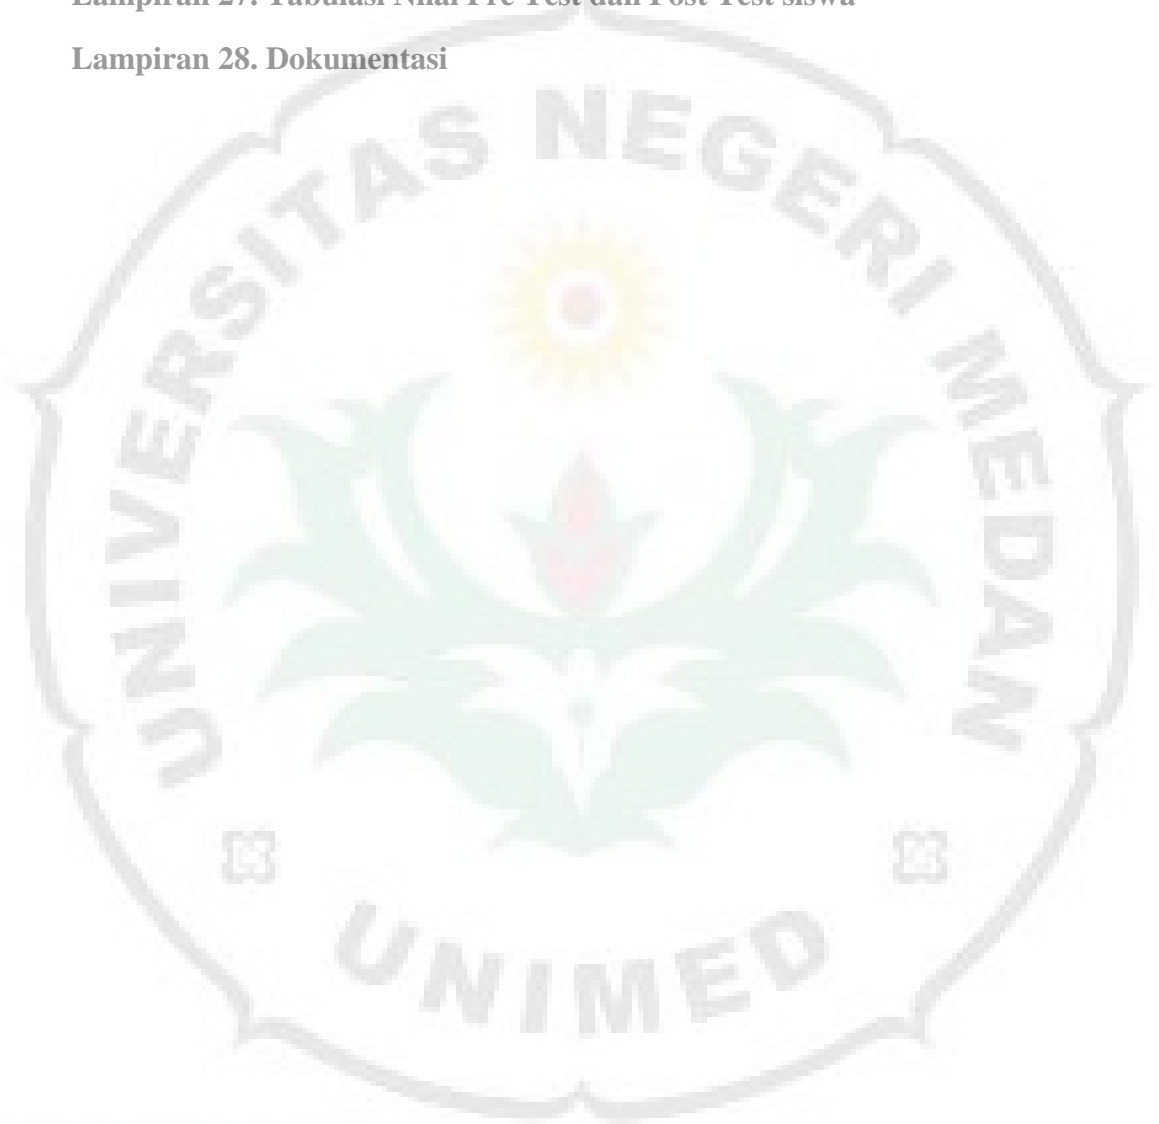 Lampiran 27. Tabulasi Nilai Pre-Test dan Post-Test siswa
Lampiran 28. Dokumentasi
UNIVERSITAS NEGERI MEDAN
UNIMED